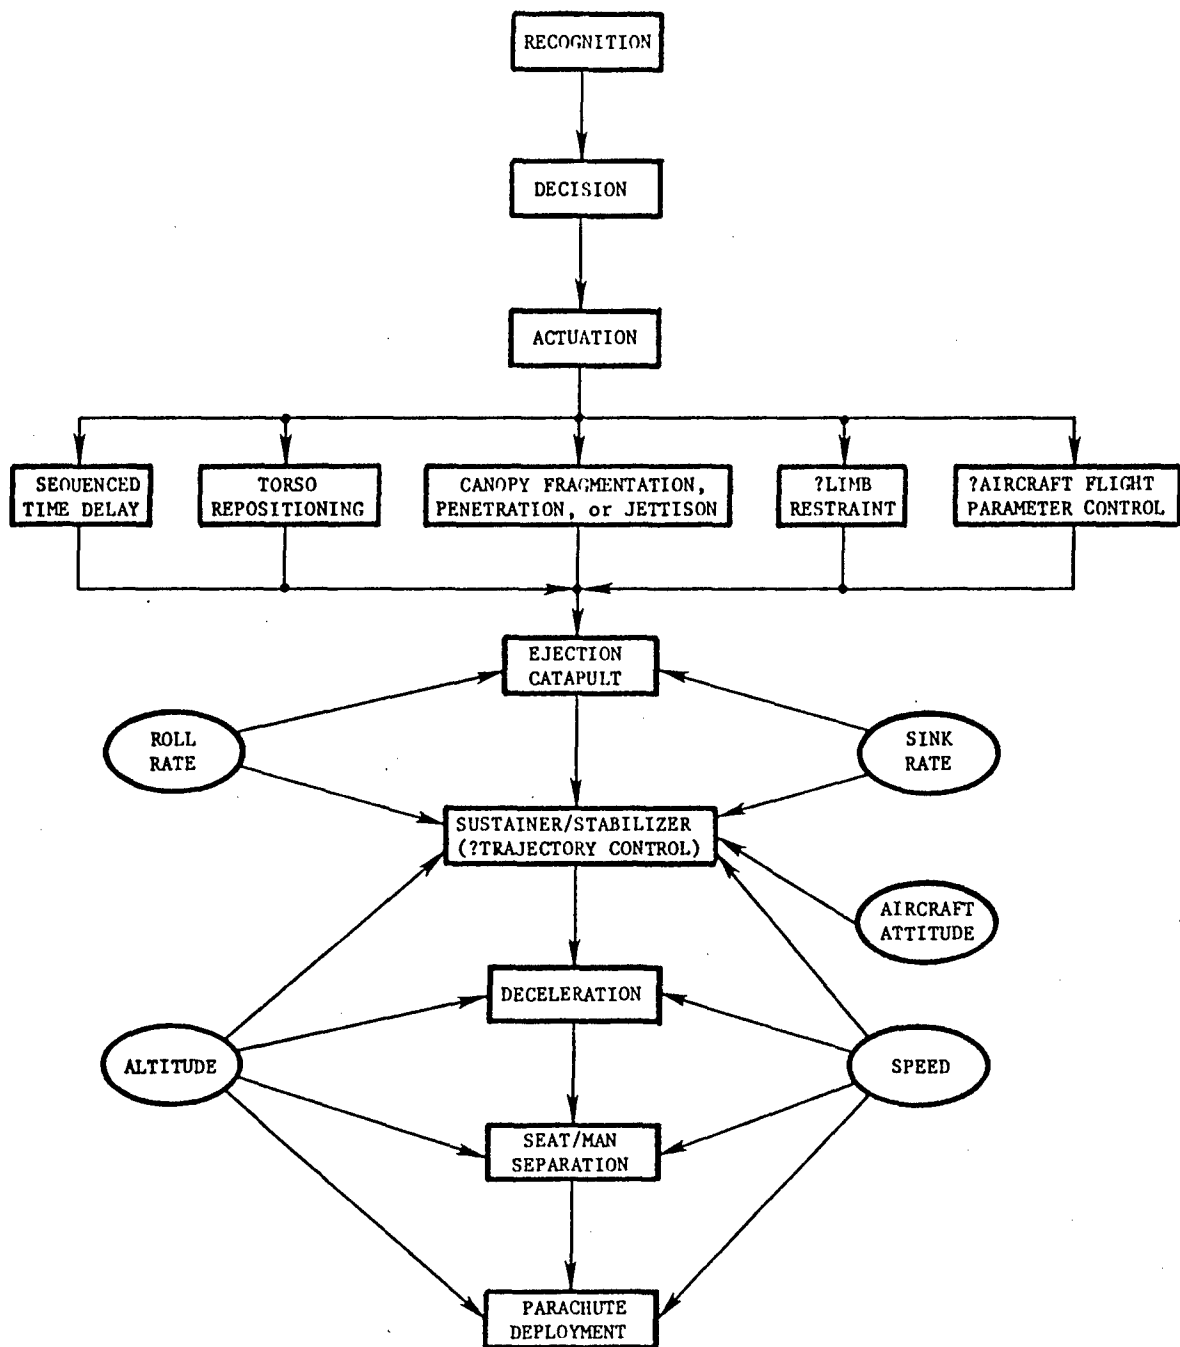 RECOGNITION
DECISION
ACTUATION
SEQUENCED
TIME DELAY
TORSO
REPOSITIONING
CANOPY FRAGMENTATION,
PENETRATION, or JETTISON
?LIMB
RESTRAINT
?AIRCRAFT FLIGHT
PARAMETER CONTROL
EJECTION
CATAPULT
ROLL
RATE
SINK
RATE
SUSTAINER/STABILIZER
(?TRAJECTORY CONTROL)
AIRCRAFT
ATTITUDE
DECELERATION
ALTITUDE
SPEED
SEAT/MAN
SEPARATION
PARACHUTE
DEPLOYMENT